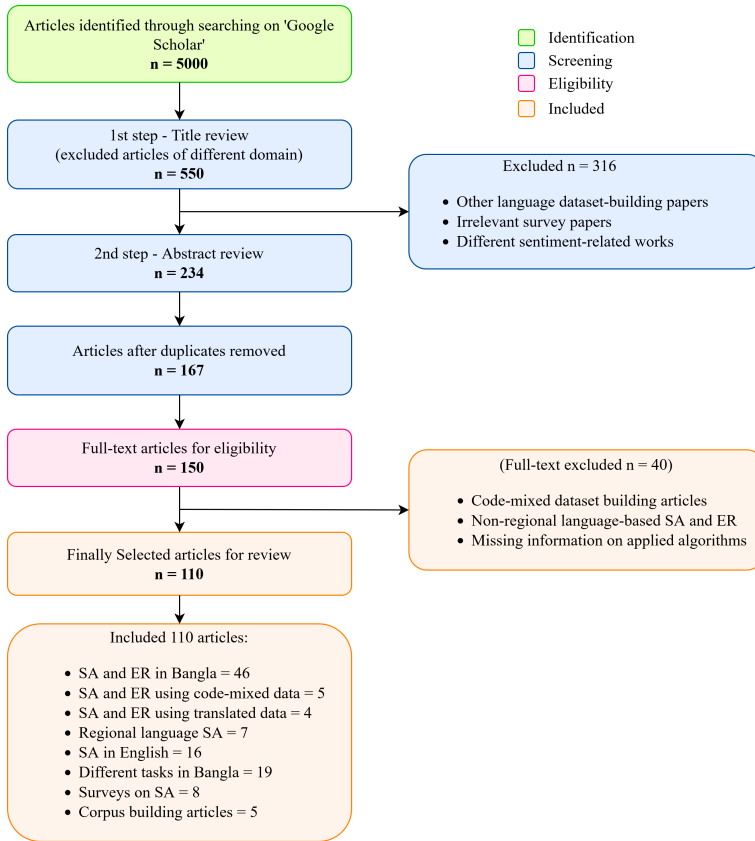 Articles identified through searching on 'Google
Scholar'
n = 5000
Identification
Screening
Eligibility
Included
1st step - Title review
(excluded articles of different domain)
n = 550
Excluded n = 316
• Other language dataset-building papers
• Irrelevant survey papers
• Different sentiment-related works
2nd step - Abstract review
n = 234
Articles after duplicates removed
n = 167
Full-text articles for eligibility
n = 150
(Full-text excluded n = 40)
• Code-mixed dataset building articles
• Non-regional language-based SA and ER
• Missing information on applied algorithms
Finally Selected articles for review
n = 110
Included 110 articles:
• SA and ER in Bangla = 46
• SA and ER using code-mixed data = 5
• SA and ER using translated data = 4
• Regional language SA = 7
• SA in English = 16
• Different tasks in Bangla = 19
• Surveys on SA = 8
• Corpus building articles = 5